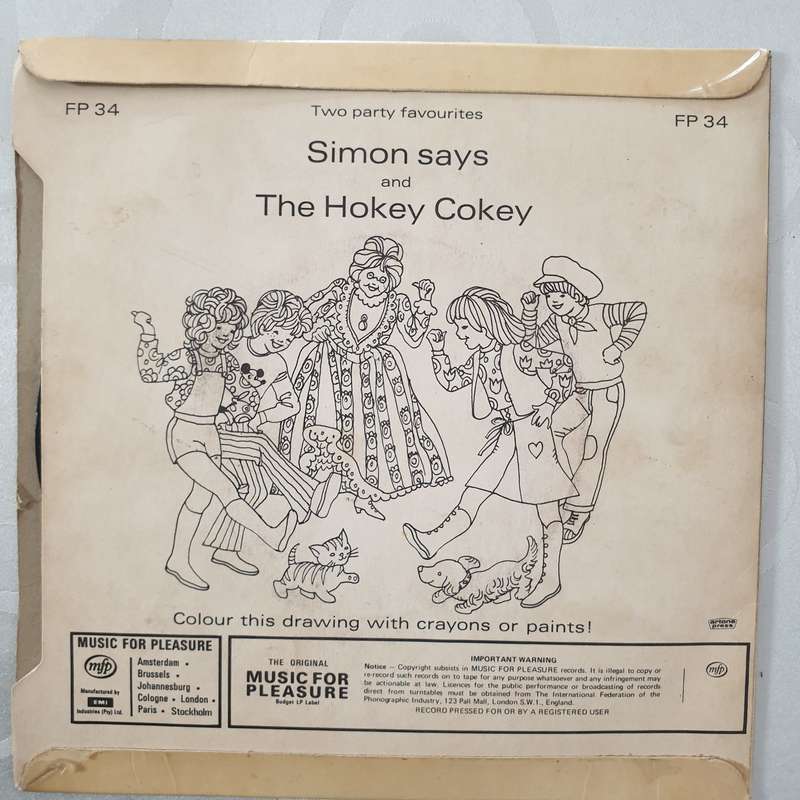 FP 34
Two party favourites
FP 34
Simon says
and
The Hokey Cokey
Colour this drawing with crayons or paints!
artone
press
MUSIC FOR PLEASURE
mfp
Manufactured by
EMI
Industries (Pty) Ltd.
Amsterdam •
Brussels •
Johannesburg •
Cologne • London •
Paris • Stockholm
THE ORIGINAL
MUSIC FOR
PLEASURE
Budget LP Label
IMPORTANT WARNING
Notice – Copyright subsists in MUSIC FOR PLEASURE records. It is illegal to copy or
re-record such records on to tape for any purpose whatsoever and any infringement may
be actionable at law. Licences for the public performance or broadcasting of records
direct from turntables must be obtained from The International Federation of the
Phonographic Industry, 123 Pall Mall, London S.W.1., England.
RECORD PRESSED FOR OR BY A REGISTERED USER
mfp